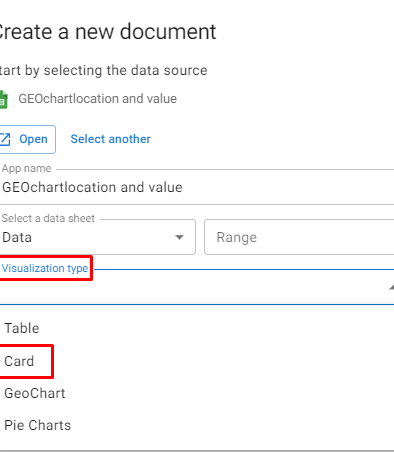 Create a new document
tart by selecting the data source
GEOchartlocation and value
Open Select another
App name
GEOchartlocation and value
Select a data sheet
Data Range
Visualization type
Table
Card
GeoChart
Pie Charts